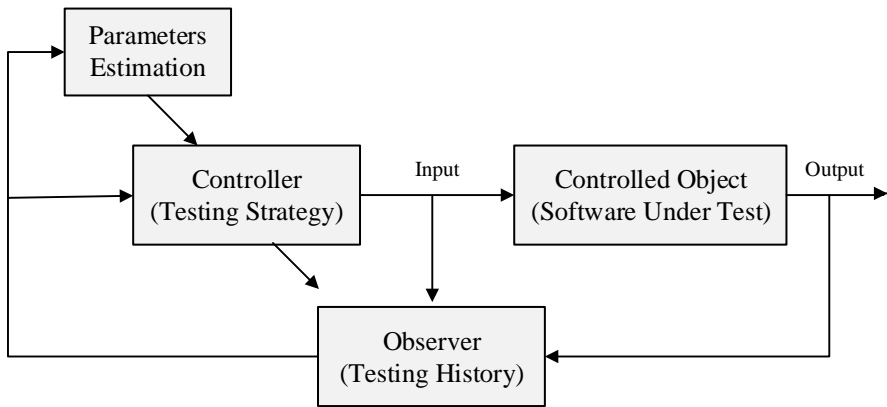 Parameters
Estimation
Controller
(Testing Strategy)
Input
Controlled Object
(Software Under Test)
Output
Observer
(Testing History)